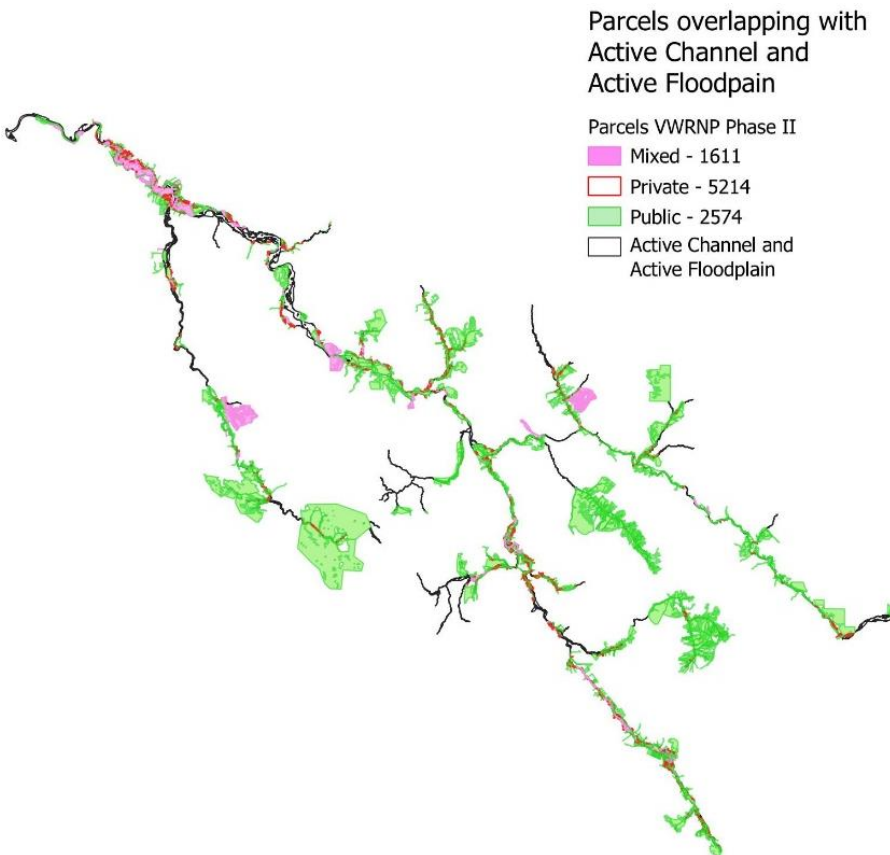 Parcels overlapping with
Active Channel and
Active Floodpain
Parcels VWRNP Phase II
Mixed - 1611
Private - 5214
Public - 2574
Active Channel and
Active Floodplain